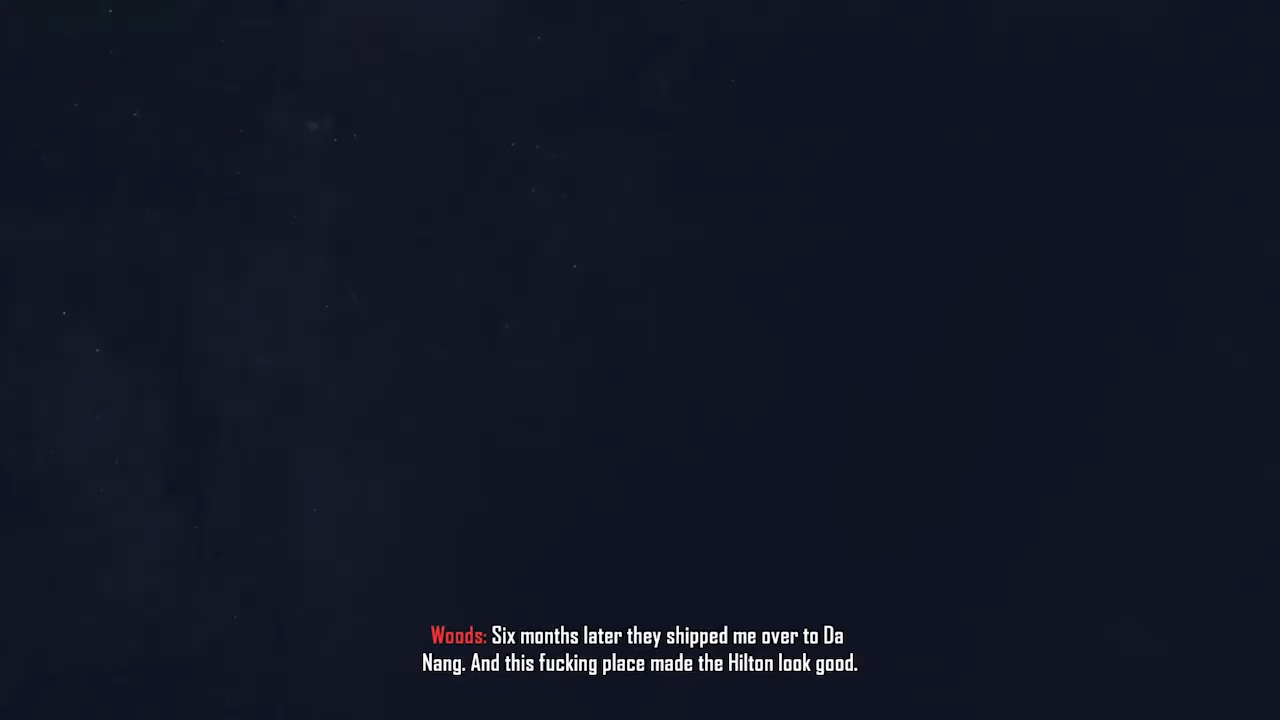 Woods: Six months later they shipped me over to Da
Nang. And this fucking place made the Hilton look good.